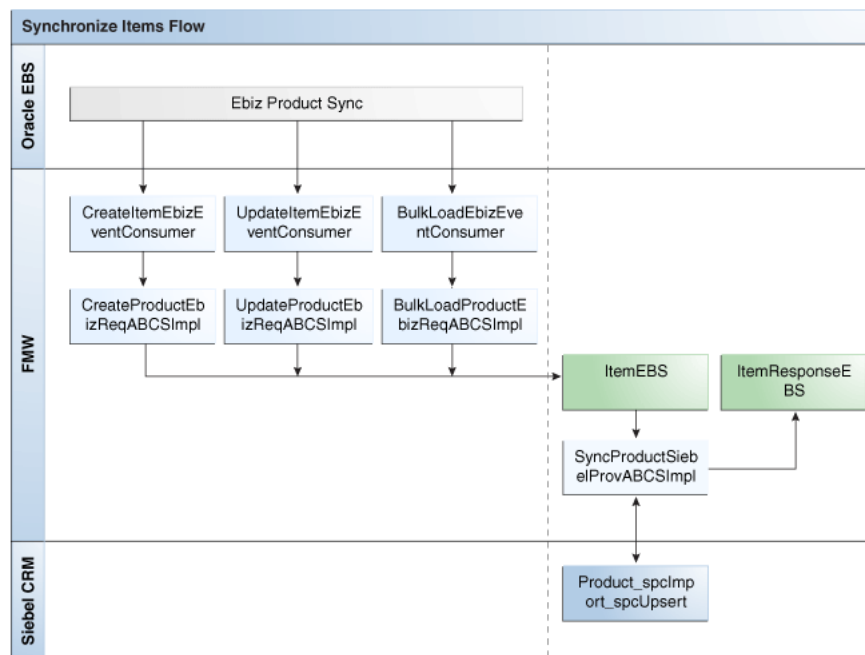 Synchronize Items Flow
Oracle EBS
Ebiz Product Sync
FMW
CreateItemEbizE
ventConsumer
UpdateItemEbizE
ventConsumer
BulkLoadEbizEve
ntConsumer
CreateProductEb
izReqABCSImpl
UpdateProductEb
izReqABCSImpl
BulkLoadProductE
bizReqABCSImpl
ItemEBS
ItemResponseE
BS
SyncProductSieb
elProvABCSImpl
Siebel CRM
Product_spcImp
ort_spcUpsert